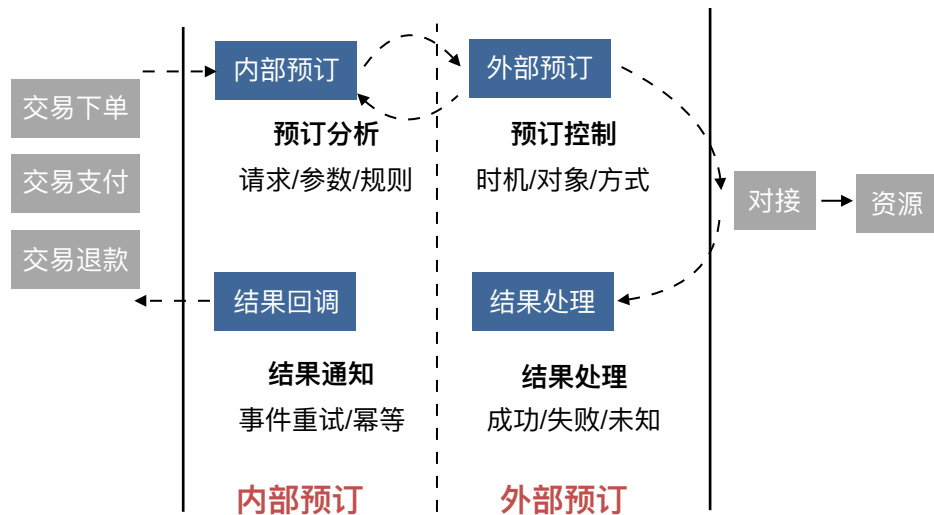 内部预订
外部预订
交易下单
预订分析
预订控制
请求/参数/规则
时机/对象/方式
交易支付
对接
资源
交易退款
结果回调
结果处理
结果通知
结果处理
事件重试/幂等
成功/失败/未知
内部预订
外部预订